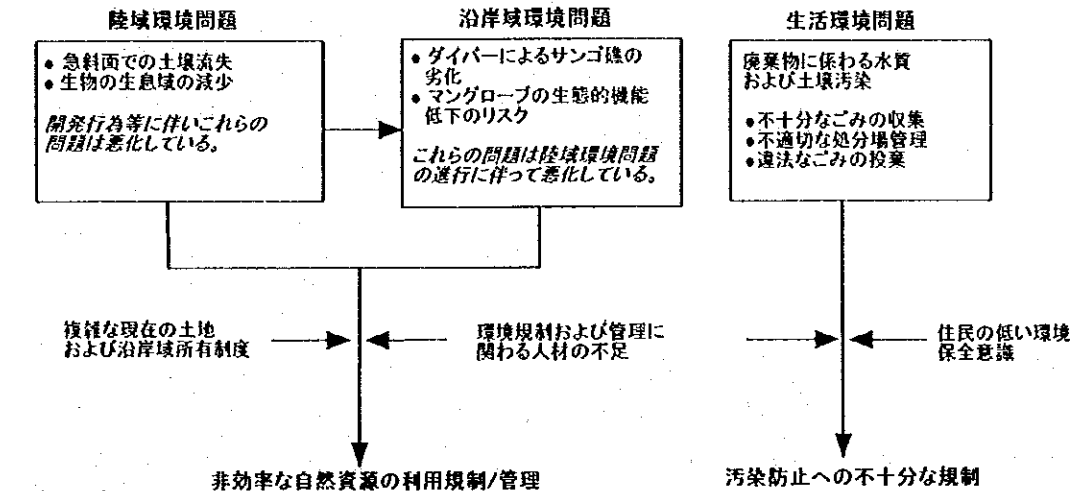 陸域環境問題
沿岸域環境問題
生活環境問題
● 急斜面での土壌流失
● 生物の生息域の減少
開発行為等に伴いこれらの
問題は悪化している。
● ダイバーによるサンゴ礁の
劣化
● マングローブの生態的機能
低下のリスク
これらの問題は陸域環境問題
の進行に伴って悪化している。
廃棄物に係わる水質
および土壌汚染
●不十分なごみの収集
●不適切な処分場管理
●違法なごみの投棄
複雑な現在の土地
および沿岸域所有制度
環境規制および管理に
関わる人材の不足
住民の低い環境
保全意識
非効率な自然資源の利用規制/管理
汚染防止への不十分な規制